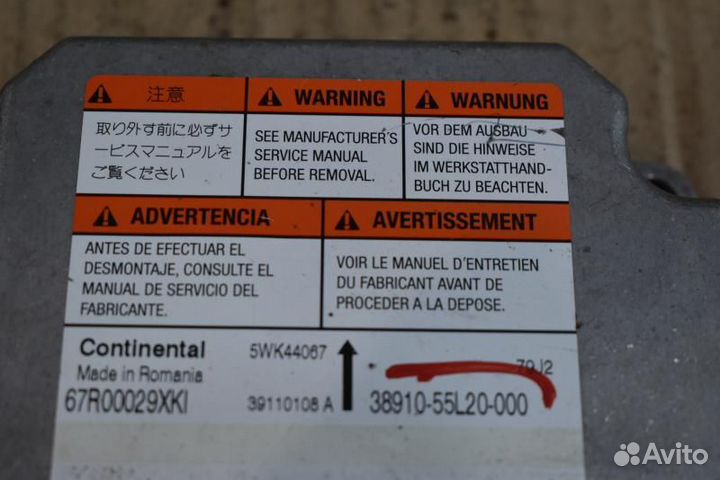 注意
取り外す前に必ずサ
ービスマニュアルを
ご覧ください
WARNING
SEE MANUFACTURER'S
SERVICE MANUAL
BEFORE REMOVAL.
WARNUNG
VOR DEM AUSBAU
SIND DIE HINWEISE
IM WERKSTATTHAND-
BUCH ZU BEACHTEN.
ADVERTENCIA
ANTES DE EFECTUAR EL
DESMONTAJE, CONSULTE EL
MANUAL DE SERVICIO DEL
FABRICANTE.
AVERTISSEMENT
VOIR LE MANUEL D'ENTRETIEN
DU FABRICANT AVANT DE
PROCEDER A LA DEPOSE.
Continental 5WK44067 79J2
Made in Romania
67R00029XKI 39110108 A 38910-55L20-000
Avito